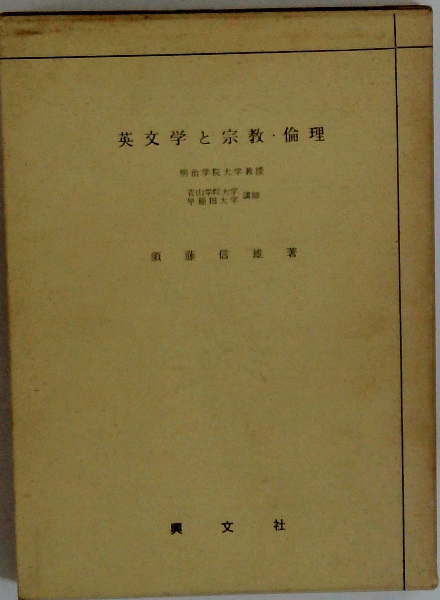 英文学と宗教・倫理
明治学院大学教授
青山学院大学
早稲田大学 講師
須藤信雄 著
興文社